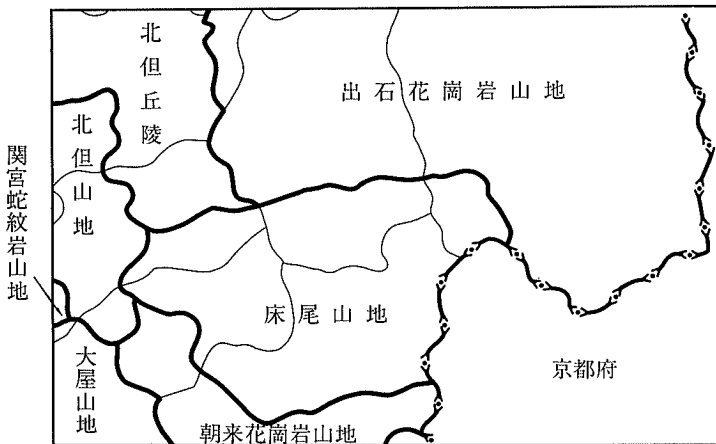 北但丘陵
出石花崗岩山地
北但山地
関宮蛇紋岩山地
床尾山地
大屋山地
京都府
朝来花崗岩山地